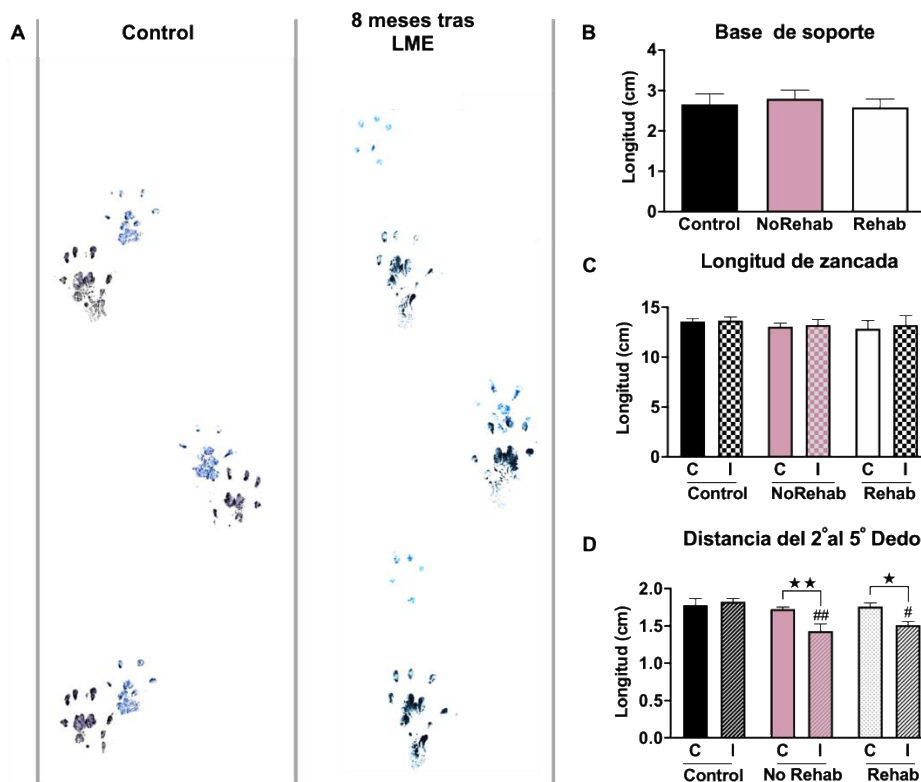 A
Control
8 meses tras
LME
B
Base de soporte
Longitud (cm)
4
3
2
1
0
Control NoRehab Rehab
C
Longitud de zancada
Longitud (cm)
15
10
5
0
C I C I C I
Control NoRehab Rehab
D
Distancia del 2° al 5° Dedo
Longitud (cm)
2.0
1.5
1.0
0.5
0.0
★★ ★
## #
C I C I C I
Control No Rehab Rehab